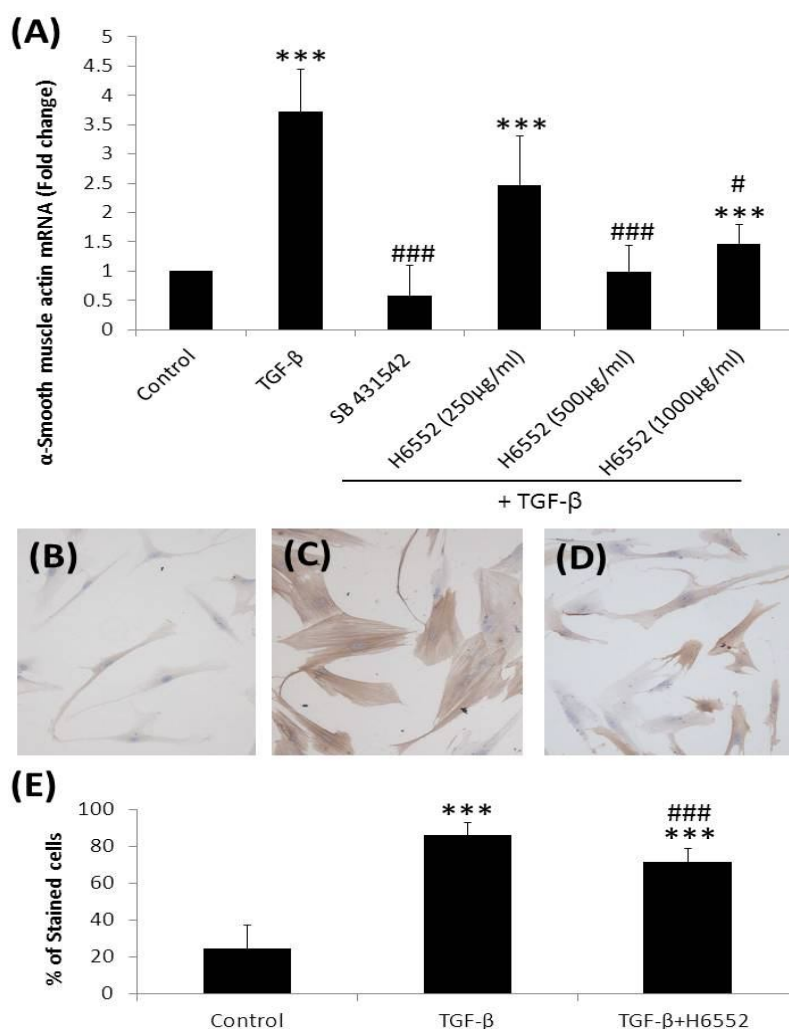 (A)
α-Smooth muscle actin mRNA (Fold change)
5
4.5
4
3.5
3
2.5
2
1.5
1
0.5
0
***
###
***
###
#
***
Control
TGF-β
SB 431542
H6552 (250µg/ml)
H6552 (500µg/ml)
H6552 (1000µg/ml)
+ TGF-β
(B)
(C)
(D)
(E)
% of Stained cells
100
80
60
40
20
0
***
###
***
Control
TGF-β
TGF-β+H6552